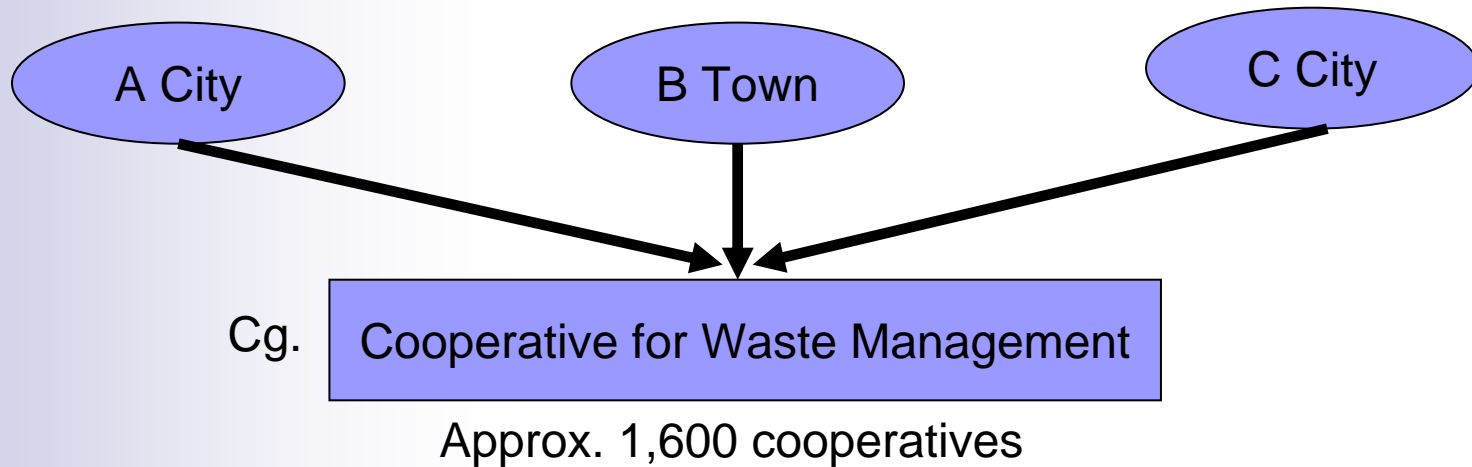 A City
B Town
C City
Cg.
Cooperative for Waste Management
Approx. 1,600 cooperatives